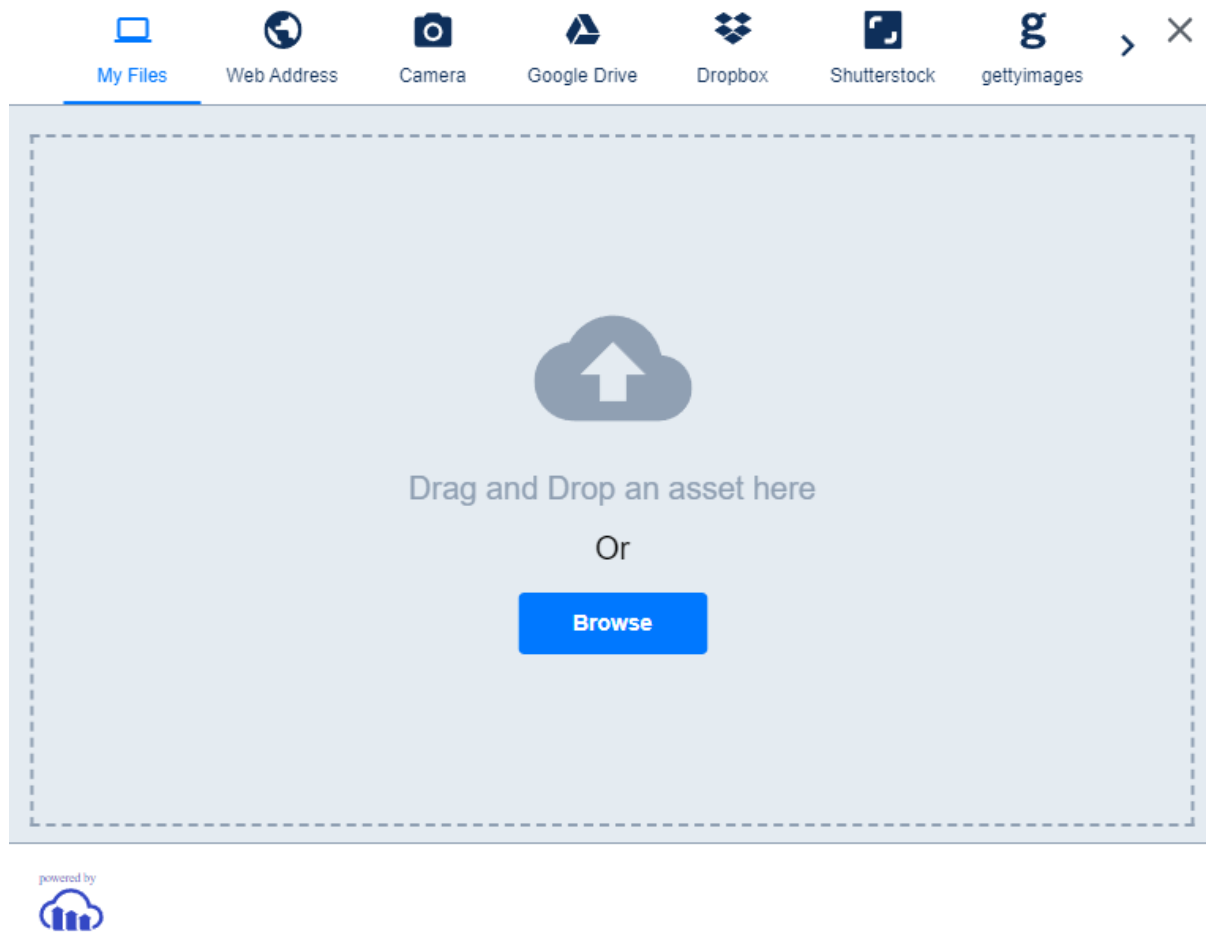 My Files
Web Address
Camera
Google Drive
Dropbox
Shutterstock
gettyimages
Drag and Drop an asset here
Or
Browse
powered by